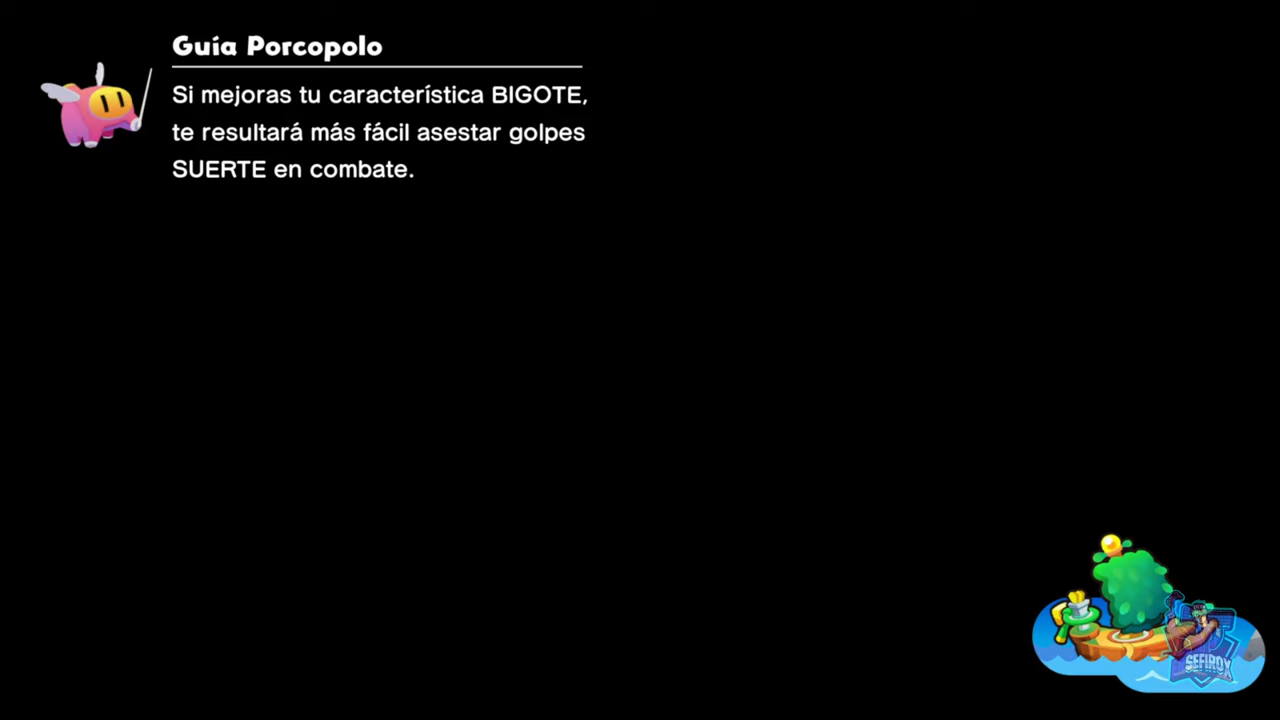 Guía Porcopolo
Si mejoras tu característica BIGOTE,
te resultará más fácil asestar golpes
SUERTE en combate.
SEFIROX